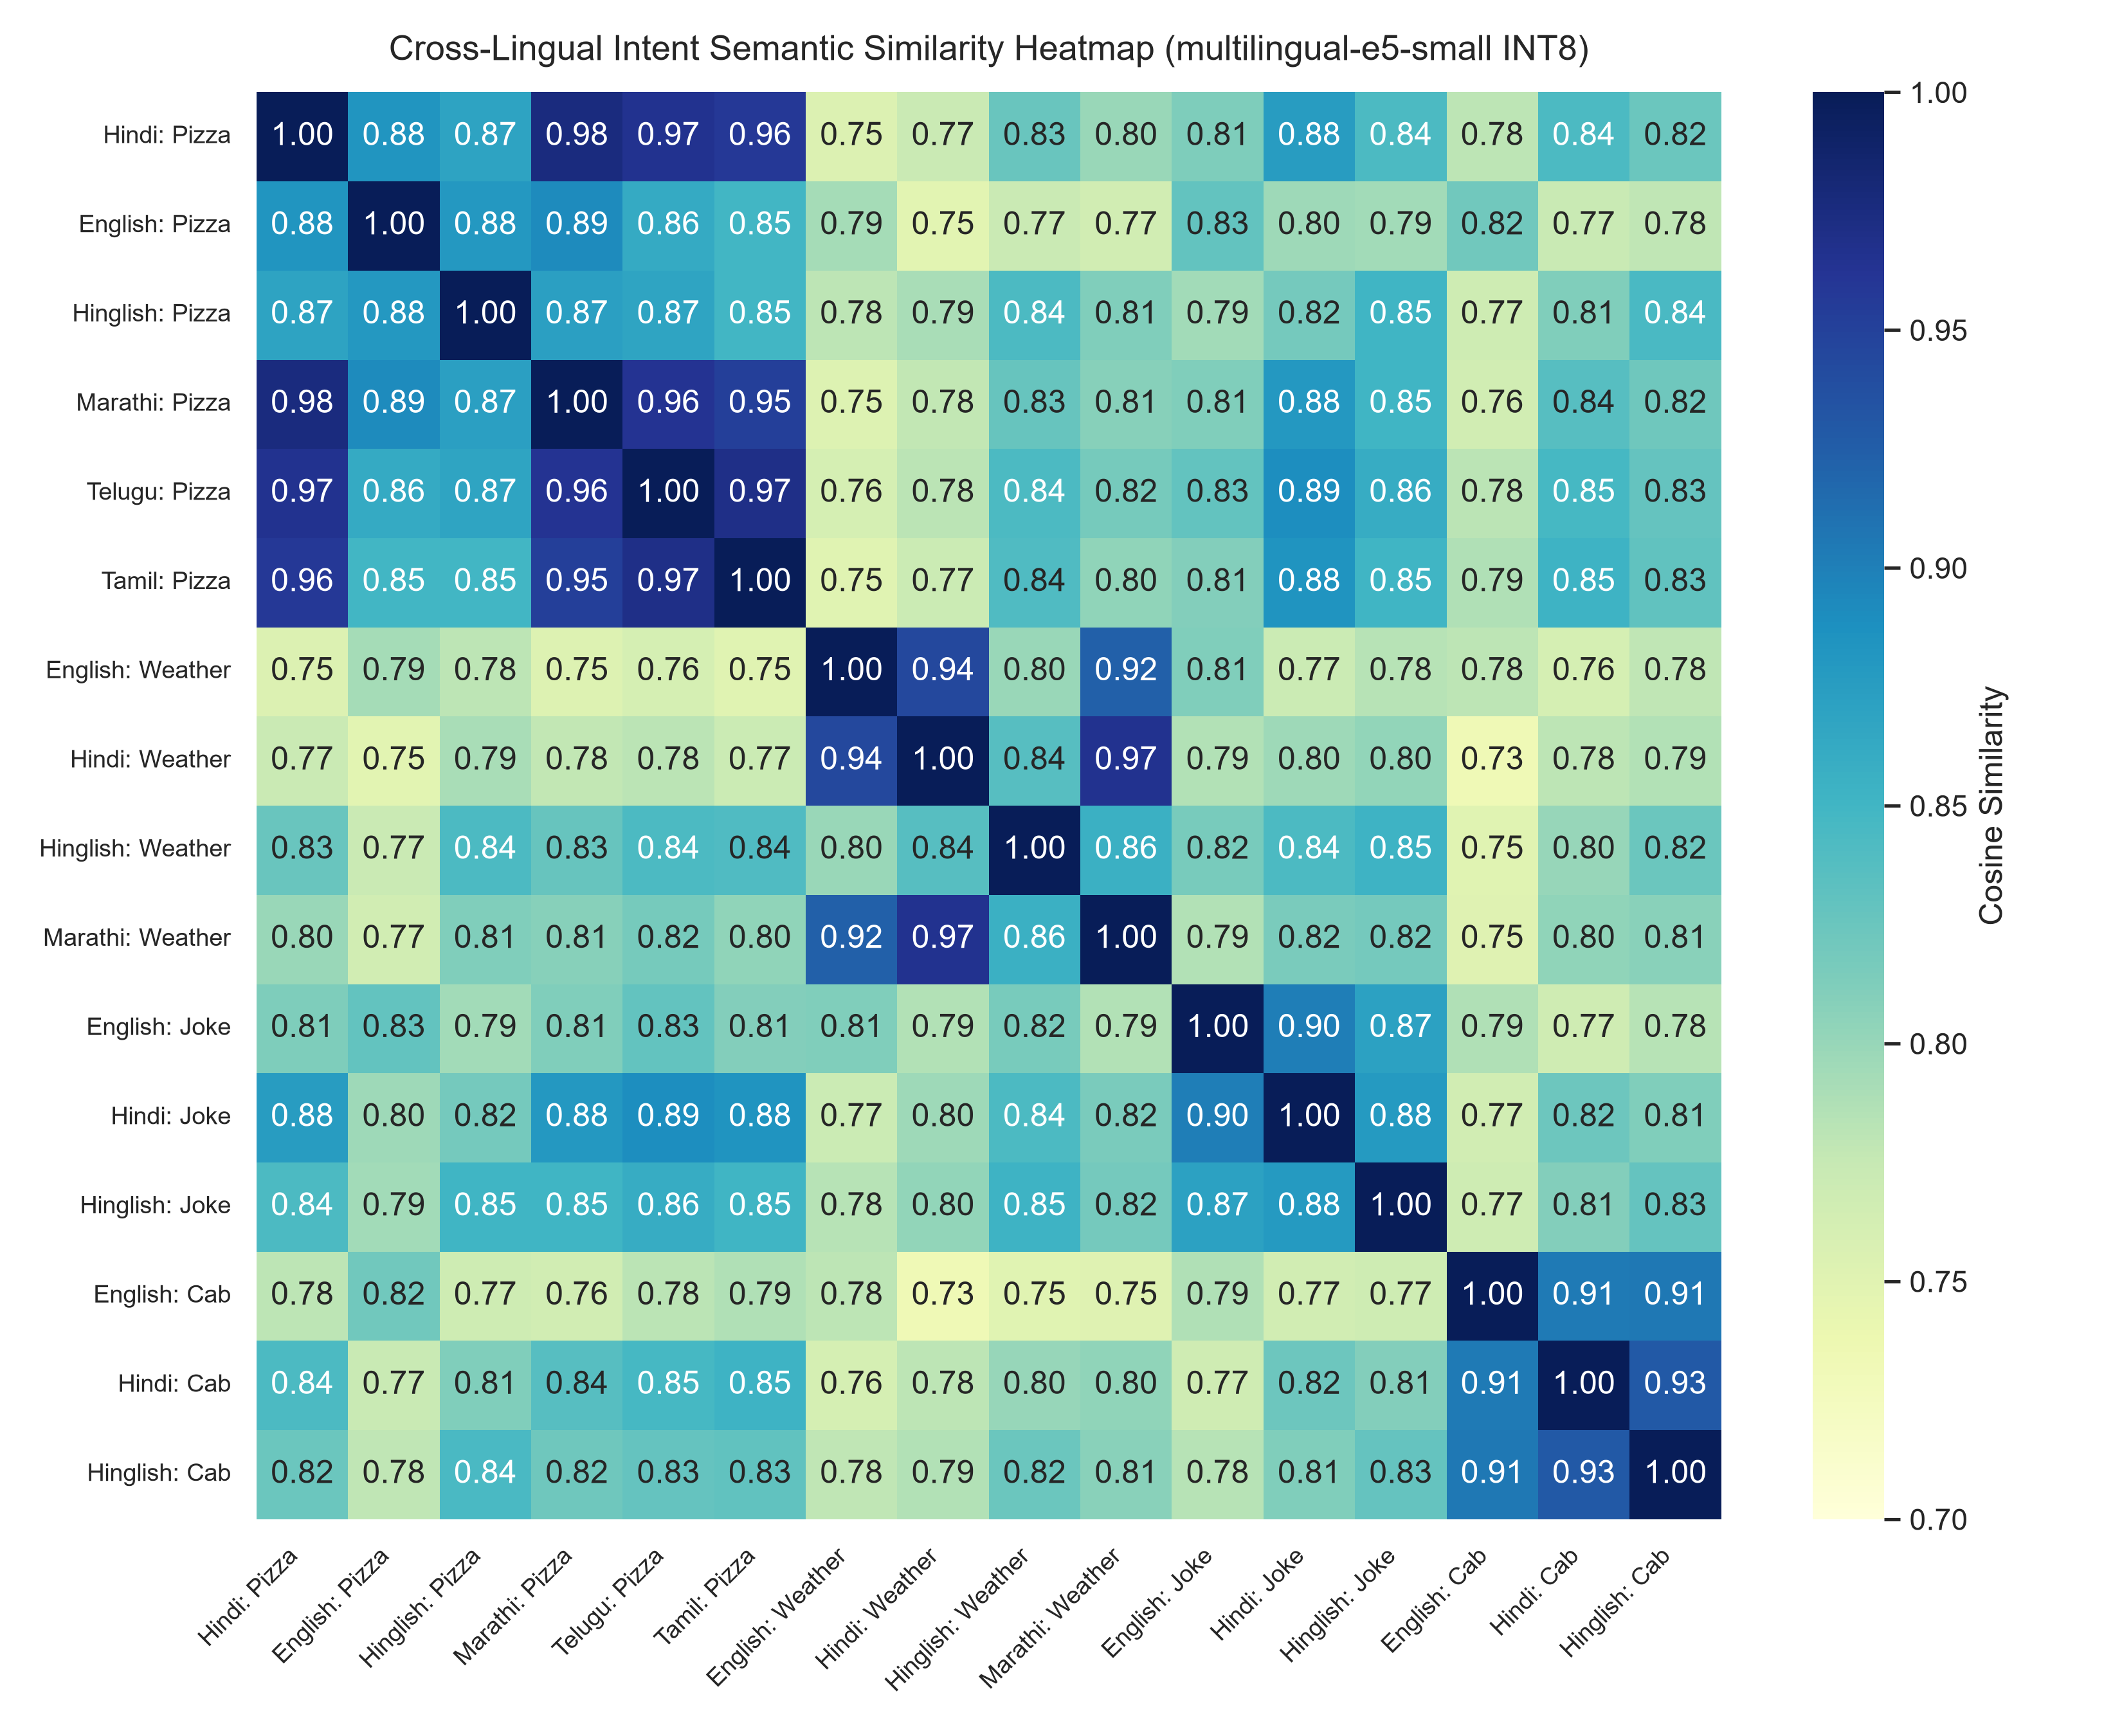 Cross-Lingual Intent Semantic Similarity Heatmap (multilingual-e5-small INT8)
Hindi: Pizza 1.00 0.88 0.87 0.98 0.97 0.96 0.75 0.77 0.83 0.80 0.81 0.88 0.84 0.78 0.84 0.82
English: Pizza 0.88 1.00 0.88 0.89 0.86 0.85 0.79 0.75 0.77 0.77 0.83 0.80 0.79 0.82 0.77 0.78
Hinglish: Pizza 0.87 0.88 1.00 0.87 0.87 0.85 0.78 0.79 0.84 0.81 0.79 0.82 0.85 0.77 0.81 0.84
Marathi: Pizza 0.98 0.89 0.87 1.00 0.96 0.95 0.75 0.78 0.83 0.81 0.81 0.88 0.85 0.76 0.84 0.82
Telugu: Pizza 0.97 0.86 0.87 0.96 1.00 0.97 0.76 0.78 0.84 0.82 0.83 0.89 0.86 0.78 0.85 0.83
Tamil: Pizza 0.96 0.85 0.85 0.95 0.97 1.00 0.75 0.77 0.84 0.80 0.81 0.88 0.85 0.79 0.85 0.83
English: Weather 0.75 0.79 0.78 0.75 0.76 0.75 1.00 0.94 0.80 0.92 0.81 0.77 0.78 0.78 0.76 0.78
Hindi: Weather 0.77 0.75 0.79 0.78 0.78 0.77 0.94 1.00 0.84 0.97 0.79 0.80 0.80 0.73 0.78 0.79
Hinglish: Weather 0.83 0.77 0.84 0.83 0.84 0.84 0.80 0.84 1.00 0.86 0.82 0.84 0.85 0.75 0.80 0.82
Marathi: Weather 0.80 0.77 0.81 0.81 0.82 0.80 0.92 0.97 0.86 1.00 0.79 0.82 0.82 0.75 0.80 0.81
English: Joke 0.81 0.83 0.79 0.81 0.83 0.81 0.81 0.79 0.82 0.79 1.00 0.90 0.87 0.79 0.77 0.78
Hindi: Joke 0.88 0.80 0.82 0.88 0.89 0.88 0.77 0.80 0.84 0.82 0.90 1.00 0.88 0.77 0.82 0.81
Hinglish: Joke 0.84 0.79 0.85 0.85 0.86 0.85 0.78 0.80 0.85 0.82 0.87 0.88 1.00 0.77 0.81 0.83
English: Cab 0.78 0.82 0.77 0.76 0.78 0.79 0.78 0.73 0.75 0.75 0.79 0.77 0.77 1.00 0.91 0.91
Hindi: Cab 0.84 0.77 0.81 0.84 0.85 0.85 0.76 0.78 0.80 0.80 0.77 0.82 0.81 0.91 1.00 0.93
Hinglish: Cab 0.82 0.78 0.84 0.82 0.83 0.83 0.78 0.79 0.82 0.81 0.78 0.81 0.83 0.91 0.93 1.00
Hindi: Pizza
English: Pizza
Hinglish: Pizza
Marathi: Pizza
Telugu: Pizza
Tamil: Pizza
English: Weather
Hindi: Weather
Hinglish: Weather
Marathi: Weather
English: Joke
Hindi: Joke
Hinglish: Joke
English: Cab
Hindi: Cab
Hinglish: Cab
1.00
0.95
0.90
0.85
0.80
0.75
0.70
Cosine Similarity